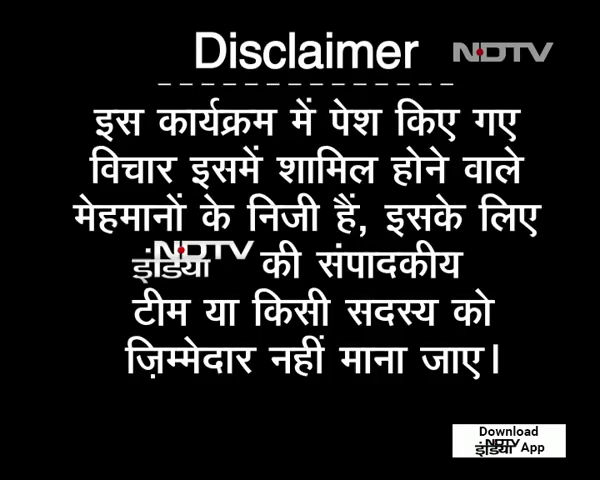 Disclaimer
NDTV
इस कार्यक्रम में पेश किए गए
विचार इसमें शामिल होने वाले
मेहमानों के निजी हैं, इसके लिए
NDTV इंडिया की संपादकीय
टीम या किसी सदस्य को
ज़िम्मेदार नहीं माना जाए।
Download
NDTV
इंडिया App